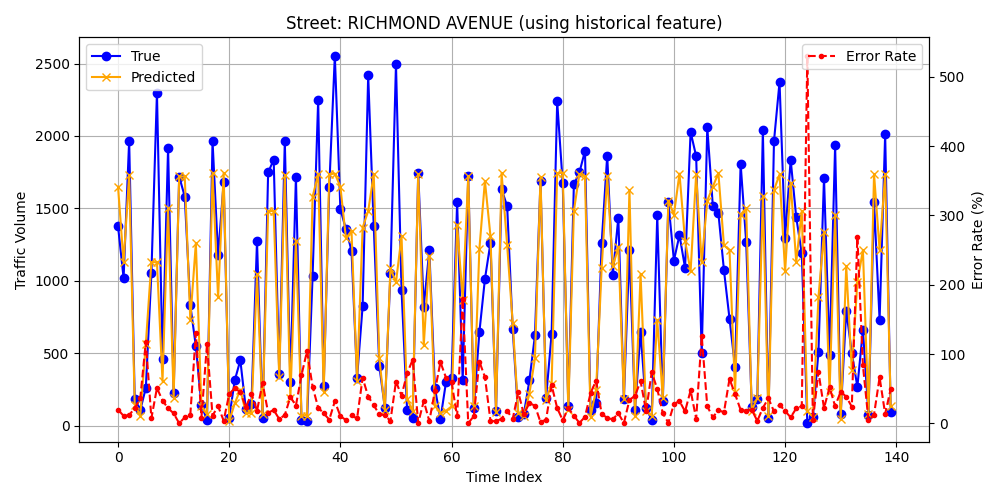 Street: RICHMOND AVENUE (using historical feature)
True
Predicted
Error Rate
2500
2000
1500
1000
500
0
Traffic Volume
500
400
300
200
100
0
Error Rate (%)
0 20 40 60 80 100 120 140
Time Index